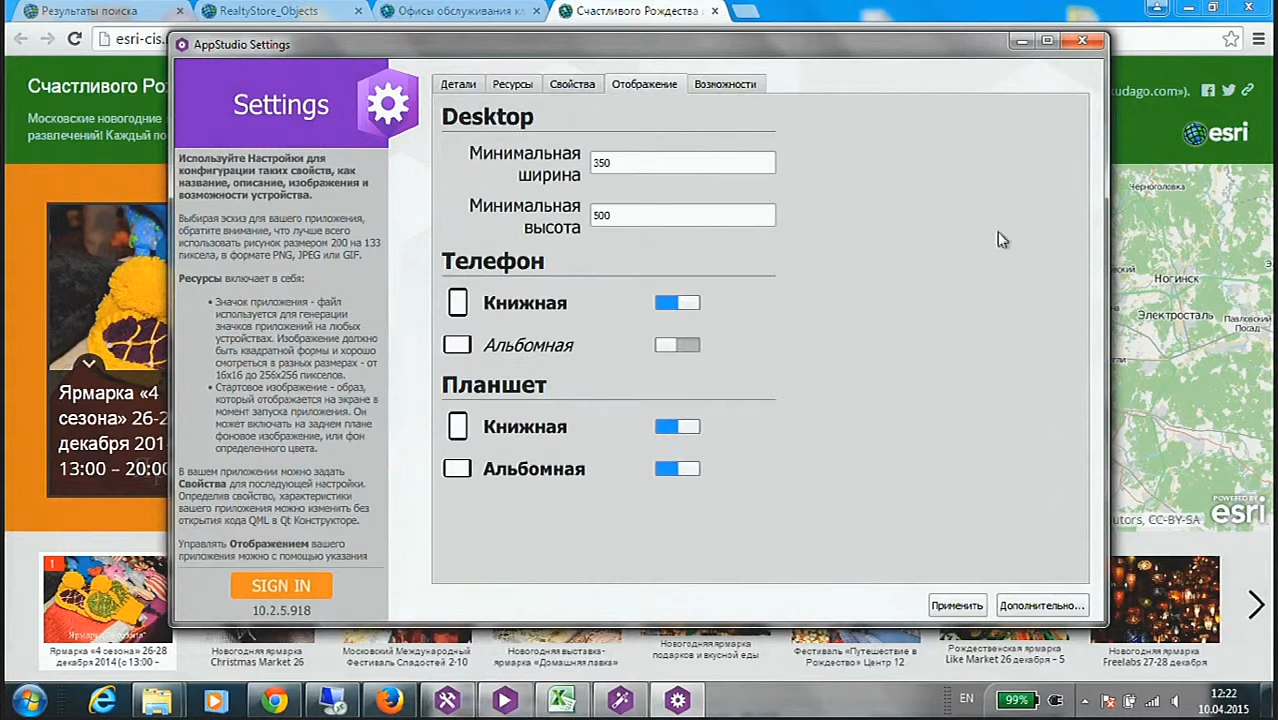 Результаты поиска
RealtyStore_Objects
Офисы обслуживания кл
Счастливого Рождества
esri-cis.
AppStudio Settings
Счастливого Рож
Московские новогодние
развлечений! Каждый по
kudago.com»).
esri
Settings
Используйте Настройки для
конфигурации таких свойств, как
название, описание, изображения и
возможности устройства.
Выбирая эскиз для вашего приложения,
обратите внимание, что лучше всего
использовать рисунок размером 200 на 133
пиксела, в формате PNG, JPEG или GIF.
Ресурсы включает в себя:
• Значок приложения - файл
используется для генерации
значков приложений на любых
устройствах. Изображение должно
быть квадратной формы и хорошо
смотреться в разных размерах - от
16x16 до 256x256 пикселов.
• Стартовое изображение - образ,
который отображается на экране в
момент запуска приложения. Он
может включать на заднем плане
фоновое изображение, или фон
определенного цвета.
В вашем приложении можно задать
Свойства для последующей настройки.
Определив свойство, характеристики
вашего приложения можно изменить без
открытия кода QML в Qt Конструкторе.
Управлять Отображением вашего
приложения можно с помощью указания
SIGN IN
10.2.5.918
Детали
Ресурсы
Свойства
Отображение
Возможности
Desktop
Минимальная
ширина
350
Минимальная
высота
500
Телефон
Книжная
Альбомная
Планшет
Книжная
Альбомная
Применить
Дополнительно...
Ярмарка «4
сезона» 26-2
декабря 201
13:00 – 20:00
Черноголовка
Ногинск
Электросталь
Павловский
Посад
POWERED BY
esri
utors, CC-BY-SA
1
Ярмарка «4 сезона» 26-28
декабря 2014 (с 13:00 –
Новогодняя ярмарка
Christmas Market 26
Московский Международный
Фестиваль Сладостей 2-10
Новогодняя выставка-
ярмарка «Домашняя лавка»
Новогодняя ярмарка
подарков и вкусной еды
Фестиваль «Путешествие в
Рождество» Центр 12
Рождественская ярмарка
Like Market 26 декабря – 5
Новогодняя ярмарка
Freelabs 27-28 декабря
EN
99%
12:22
10.04.2015